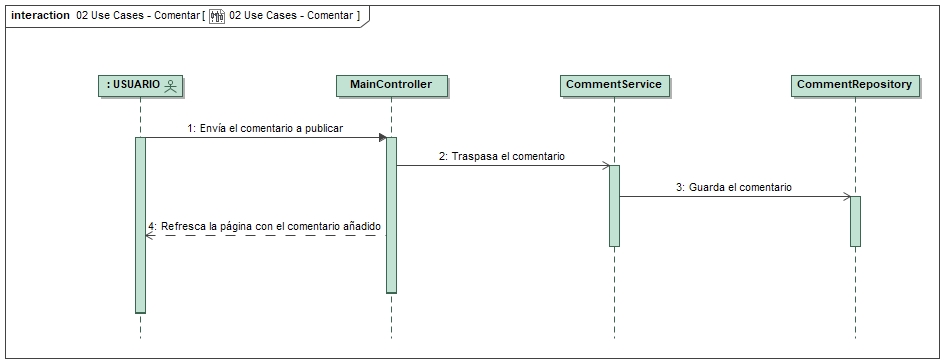 interaction 02 Use Cases - Comentar [ 02 Use Cases - Comentar ]
: USUARIO
MainController
CommentService
CommentRepository
1: Envía el comentario a publicar
2: Traspasa el comentario
3: Guarda el comentario
4: Refresca la página con el comentario añadido